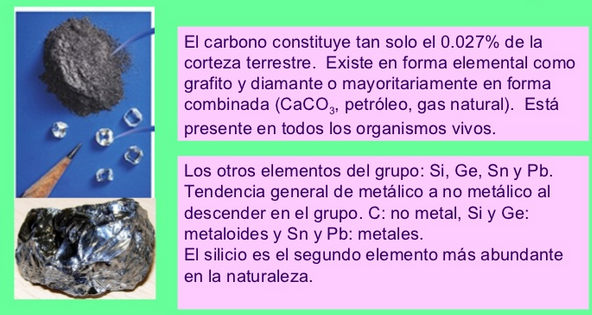 El carbono constituye tan solo el 0.027% de la
corteza terrestre. Existe en forma elemental como
grafito y diamante o mayoritariamente en forma
combinada (CaCO₃, petróleo, gas natural). Está
presente en todos los organismos vivos.
Los otros elementos del grupo: Si, Ge, Sn y Pb.
Tendencia general de metálico a no metálico al
descender en el grupo. C: no metal, Si y Ge:
metaloides y Sn y Pb: metales.
El silicio es el segundo elemento más abundante
en la naturaleza.